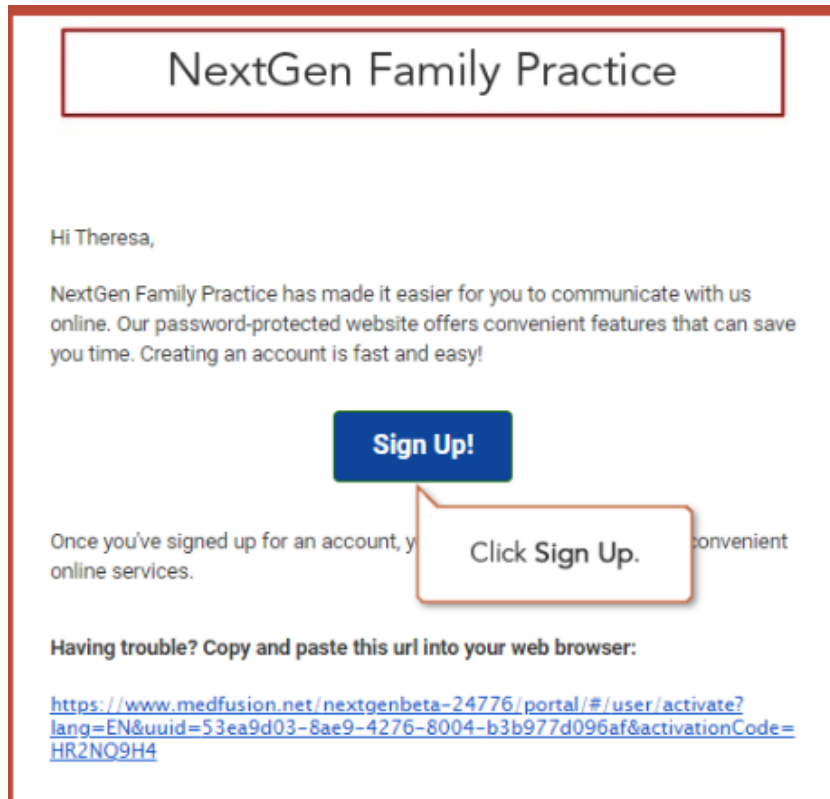 NextGen Family Practice
Hi Theresa,
NextGen Family Practice has made it easier for you to communicate with us
online. Our password-protected website offers convenient features that can save
you time. Creating an account is fast and easy!
Sign Up!
Once you've signed up for an account, y convenient
online services.
Click Sign Up.
Having trouble? Copy and paste this url into your web browser:
https://www.medfusion.net/nextgenbeta-24776/portal/#/user/activate?
lang=EN&uuid=53ea9d03-8ae9-4276-8004-b3b977d096af&activationCode=
HR2NQ9H4